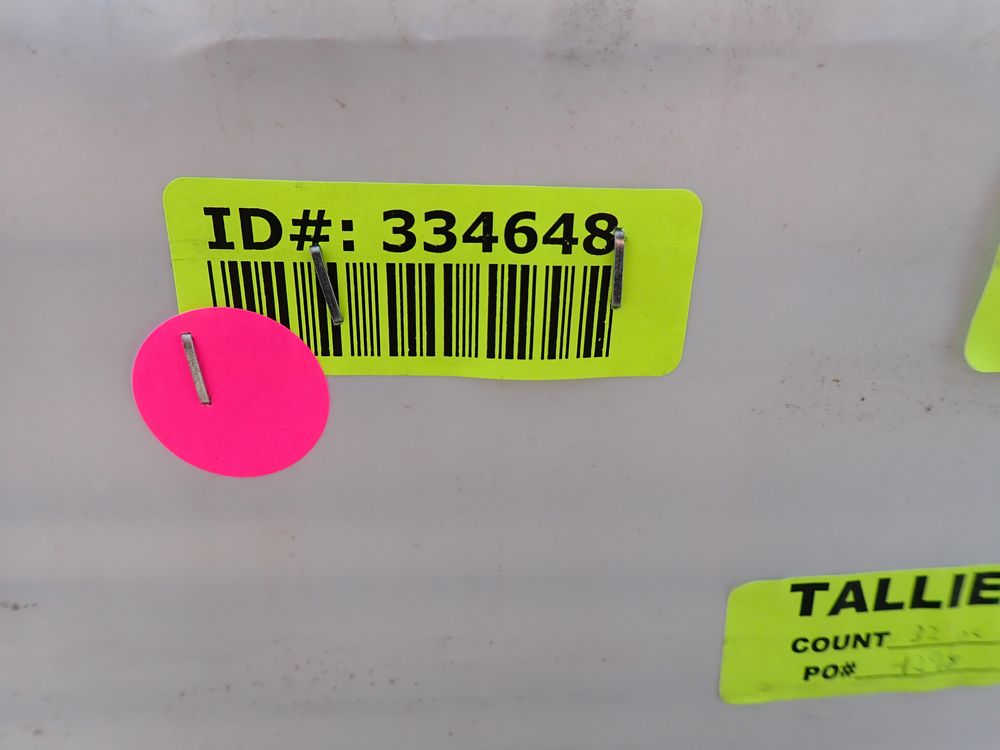 ID#: 334648
TALLIE
COUNT
PO#